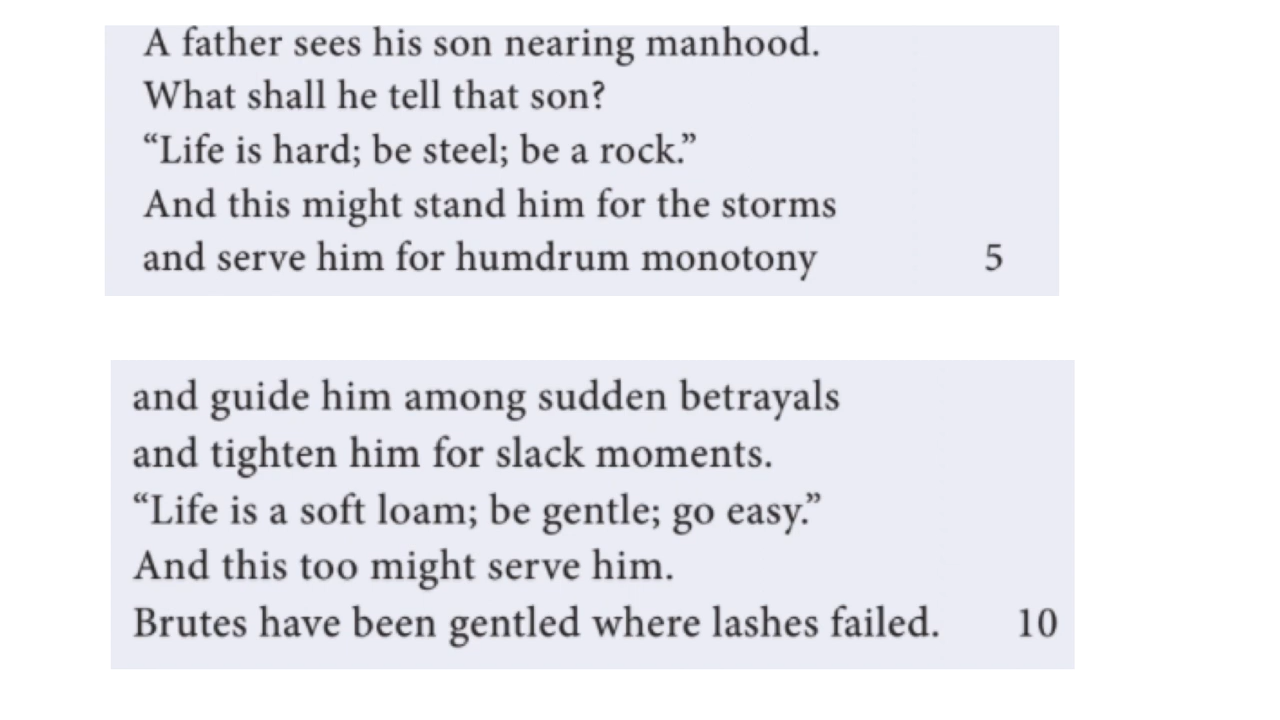 A father sees his son nearing manhood.
What shall he tell that son?
“Life is hard; be steel; be a rock.”
And this might stand him for the storms
and serve him for humdrum monotony 5
and guide him among sudden betrayals
and tighten him for slack moments.
“Life is a soft loam; be gentle; go easy.”
And this too might serve him.
Brutes have been gentled where lashes failed. 10